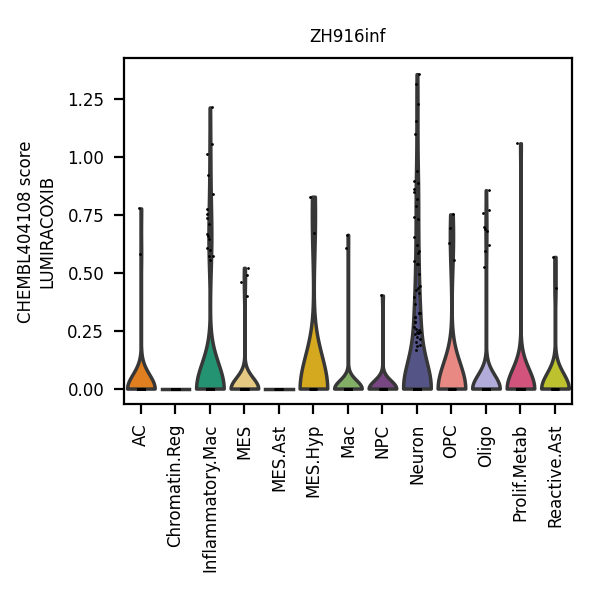 ZH916inf
CHEMBL404108 score
LUMIRACOXIB
1.25
1.00
0.75
0.50
0.25
0.00
AC
Chromatin.Reg
Inflammatory.Mac
MES
MES.Ast
MES.Hyp
Mac
NPC
Neuron
OPC
Oligo
Prolif.Metab
Reactive.Ast